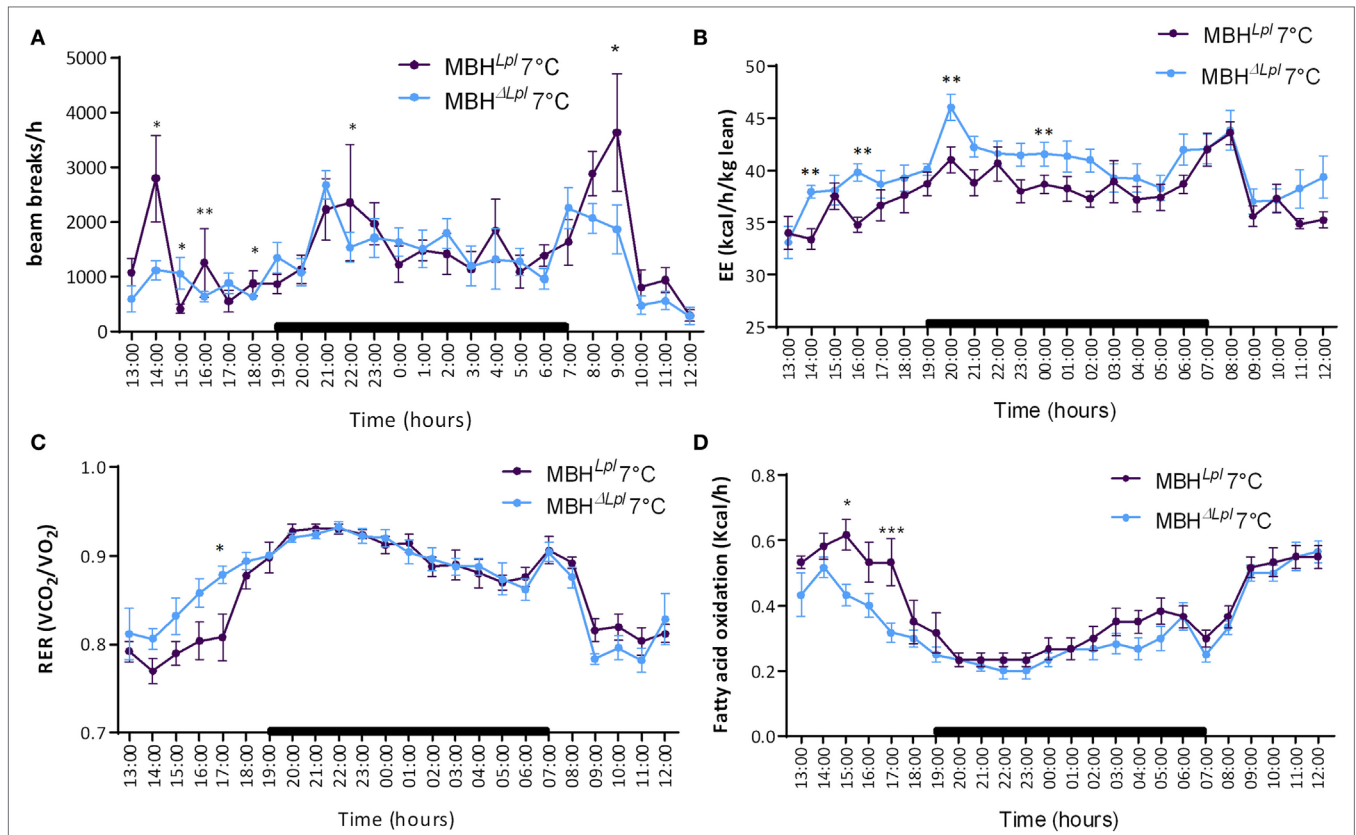 A
MBH^Lpl 7°C
MBH^ΔLpl 7°C
beam breaks/h
5000
4000
3000
2000
1000
0
* * ** * * *
13:00 14:00 15:00 16:00 17:00 18:00 19:00 20:00 21:00 22:00 23:00 0:00 1:00 2:00 3:00 4:00 5:00 6:00 7:00 8:00 9:00 10:00 11:00 12:00
Time (hours)
B
MBH^Lpl 7°C
MBH^ΔLpl 7°C
EE (kcal/h/kg lean)
50
45
40
35
30
25
** ** ** **
13:00 14:00 15:00 16:00 17:00 18:00 19:00 20:00 21:00 22:00 23:00 00:00 01:00 02:00 03:00 04:00 05:00 06:00 07:00 08:00 09:00 10:00 11:00 12:00
Time (hours)
C
MBH^Lpl 7°C
MBH^ΔLpl 7°C
RER (VCO₂/VO₂)
1.0
0.9
0.8
0.7
*
13:00 14:00 15:00 16:00 17:00 19:00 20:00 21:00 22:00 23:00 00:00 01:00 02:00 03:00 04:00 05:00 06:00 07:00 09:00 10:00 11:00 12:00
Time (hours)
D
MBH^Lpl 7°C
MBH^ΔLpl 7°C
Fatty acid oxidation (Kcal/h)
0.8
0.6
0.4
0.2
0.0
* ***
13:00 14:00 15:00 16:00 17:00 18:00 19:00 20:00 21:00 22:00 23:00 00:00 01:00 02:00 03:00 04:00 05:00 06:00 07:00 08:00 09:00 10:00 11:00 12:00
Time (hours)